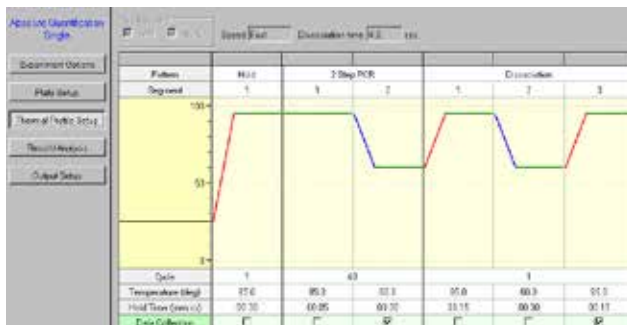 Absolute Quantification
Single
Speed Fast Dissociation time 4.0 sec
Experiment Options
Plate Setup
Thermal Profile Setup
Result Analysis
Output Setup
Pattern Hold 2 Step PCR Dissociation
Segment 1 1 2 1 2 3
100
50
0
Cycle 1 40 1
Temperature (deg) 95.0 95.0 60.0 95.0 60.0 95.0
Hold Time (mm:ss) 00:30 00:05 00:15 00:30 00:15
Data Collection